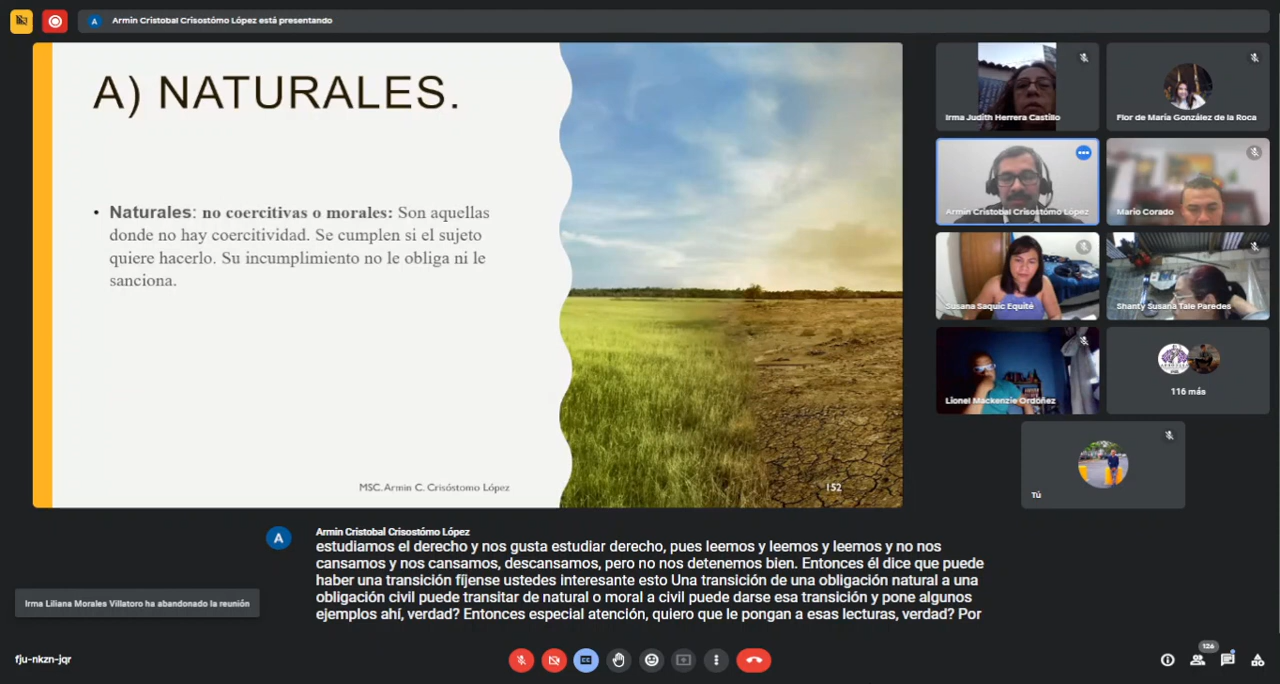 A
Armin Cristobal Crisostómo López está presentando
A) NATURALES.
• Naturales: no coercitivas o morales: Son aquellas
donde no hay coercitividad. Se cumplen si el sujeto
quiere hacerlo. Su incumplimiento no le obliga ni le
sanciona.
MSC. Armin C. Crisóstomo López
152
Irma Judith Herrera Castillo
Flor de María González de la Roca
Armin Cristobal Crisostómo López
Mario Corado
Susana Saquic Equité
Shanty Susana Tale Paredes
Lionel Mackenzie Ordóñez
116 más
Tú
A
Armin Cristobal Crisostómo López
estudiamos el derecho y nos gusta estudiar derecho, pues leemos y leemos y leemos y no nos
cansamos y nos cansamos, descansamos, pero no nos detenemos bien. Entonces él dice que puede
haber una transición fíjense ustedes interesante esto Una transición de una obligación natural a una
obligación civil puede transitar de natural o moral a civil puede darse esa transición y pone algunos
ejemplos ahí, verdad? Entonces especial atención, quiero que le pongan a esas lecturas, verdad? Por
Irma Liliana Morales Villatoro ha abandonado la reunión
fju-nkzn-jqr
CC
126